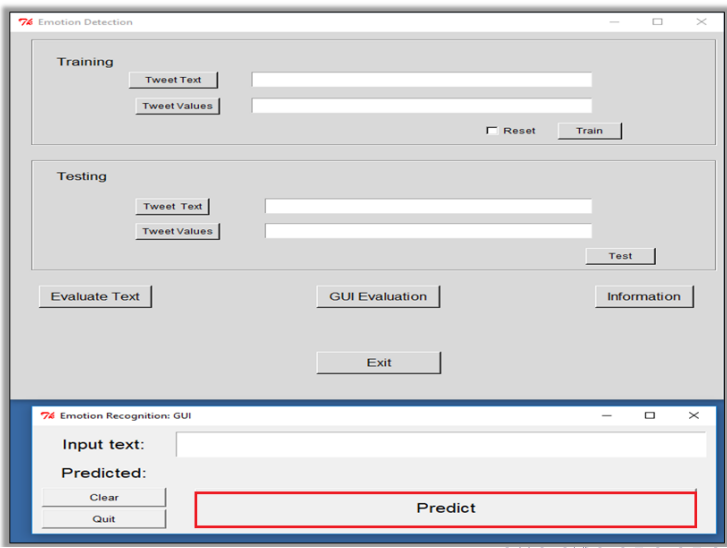 Emotion Detection
Training
Tweet Text
Tweet Values
Reset Train
Testing
Tweet Text
Tweet Values
Test
Evaluate Text GUI Evaluation Information
Exit
Emotion Recognition: GUI
Input text:
Predicted:
Clear
Predict
Quit